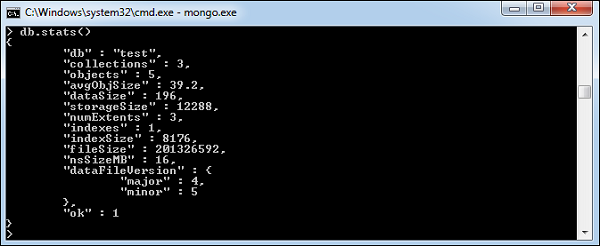 C:\Windows\system32\cmd.exe - mongo.exe
> db.stats()
{
        "db" : "test",
        "collections" : 3,
        "objects" : 5,
        "avgObjSize" : 39.2,
        "dataSize" : 196,
        "storageSize" : 12288,
        "numExtents" : 3,
        "indexes" : 1,
        "indexSize" : 8176,
        "fileSize" : 201326592,
        "nsSizeMB" : 16,
        "dataFileVersion" : {
                "major" : 4,
                "minor" : 5
        },
        "ok" : 1
}
>